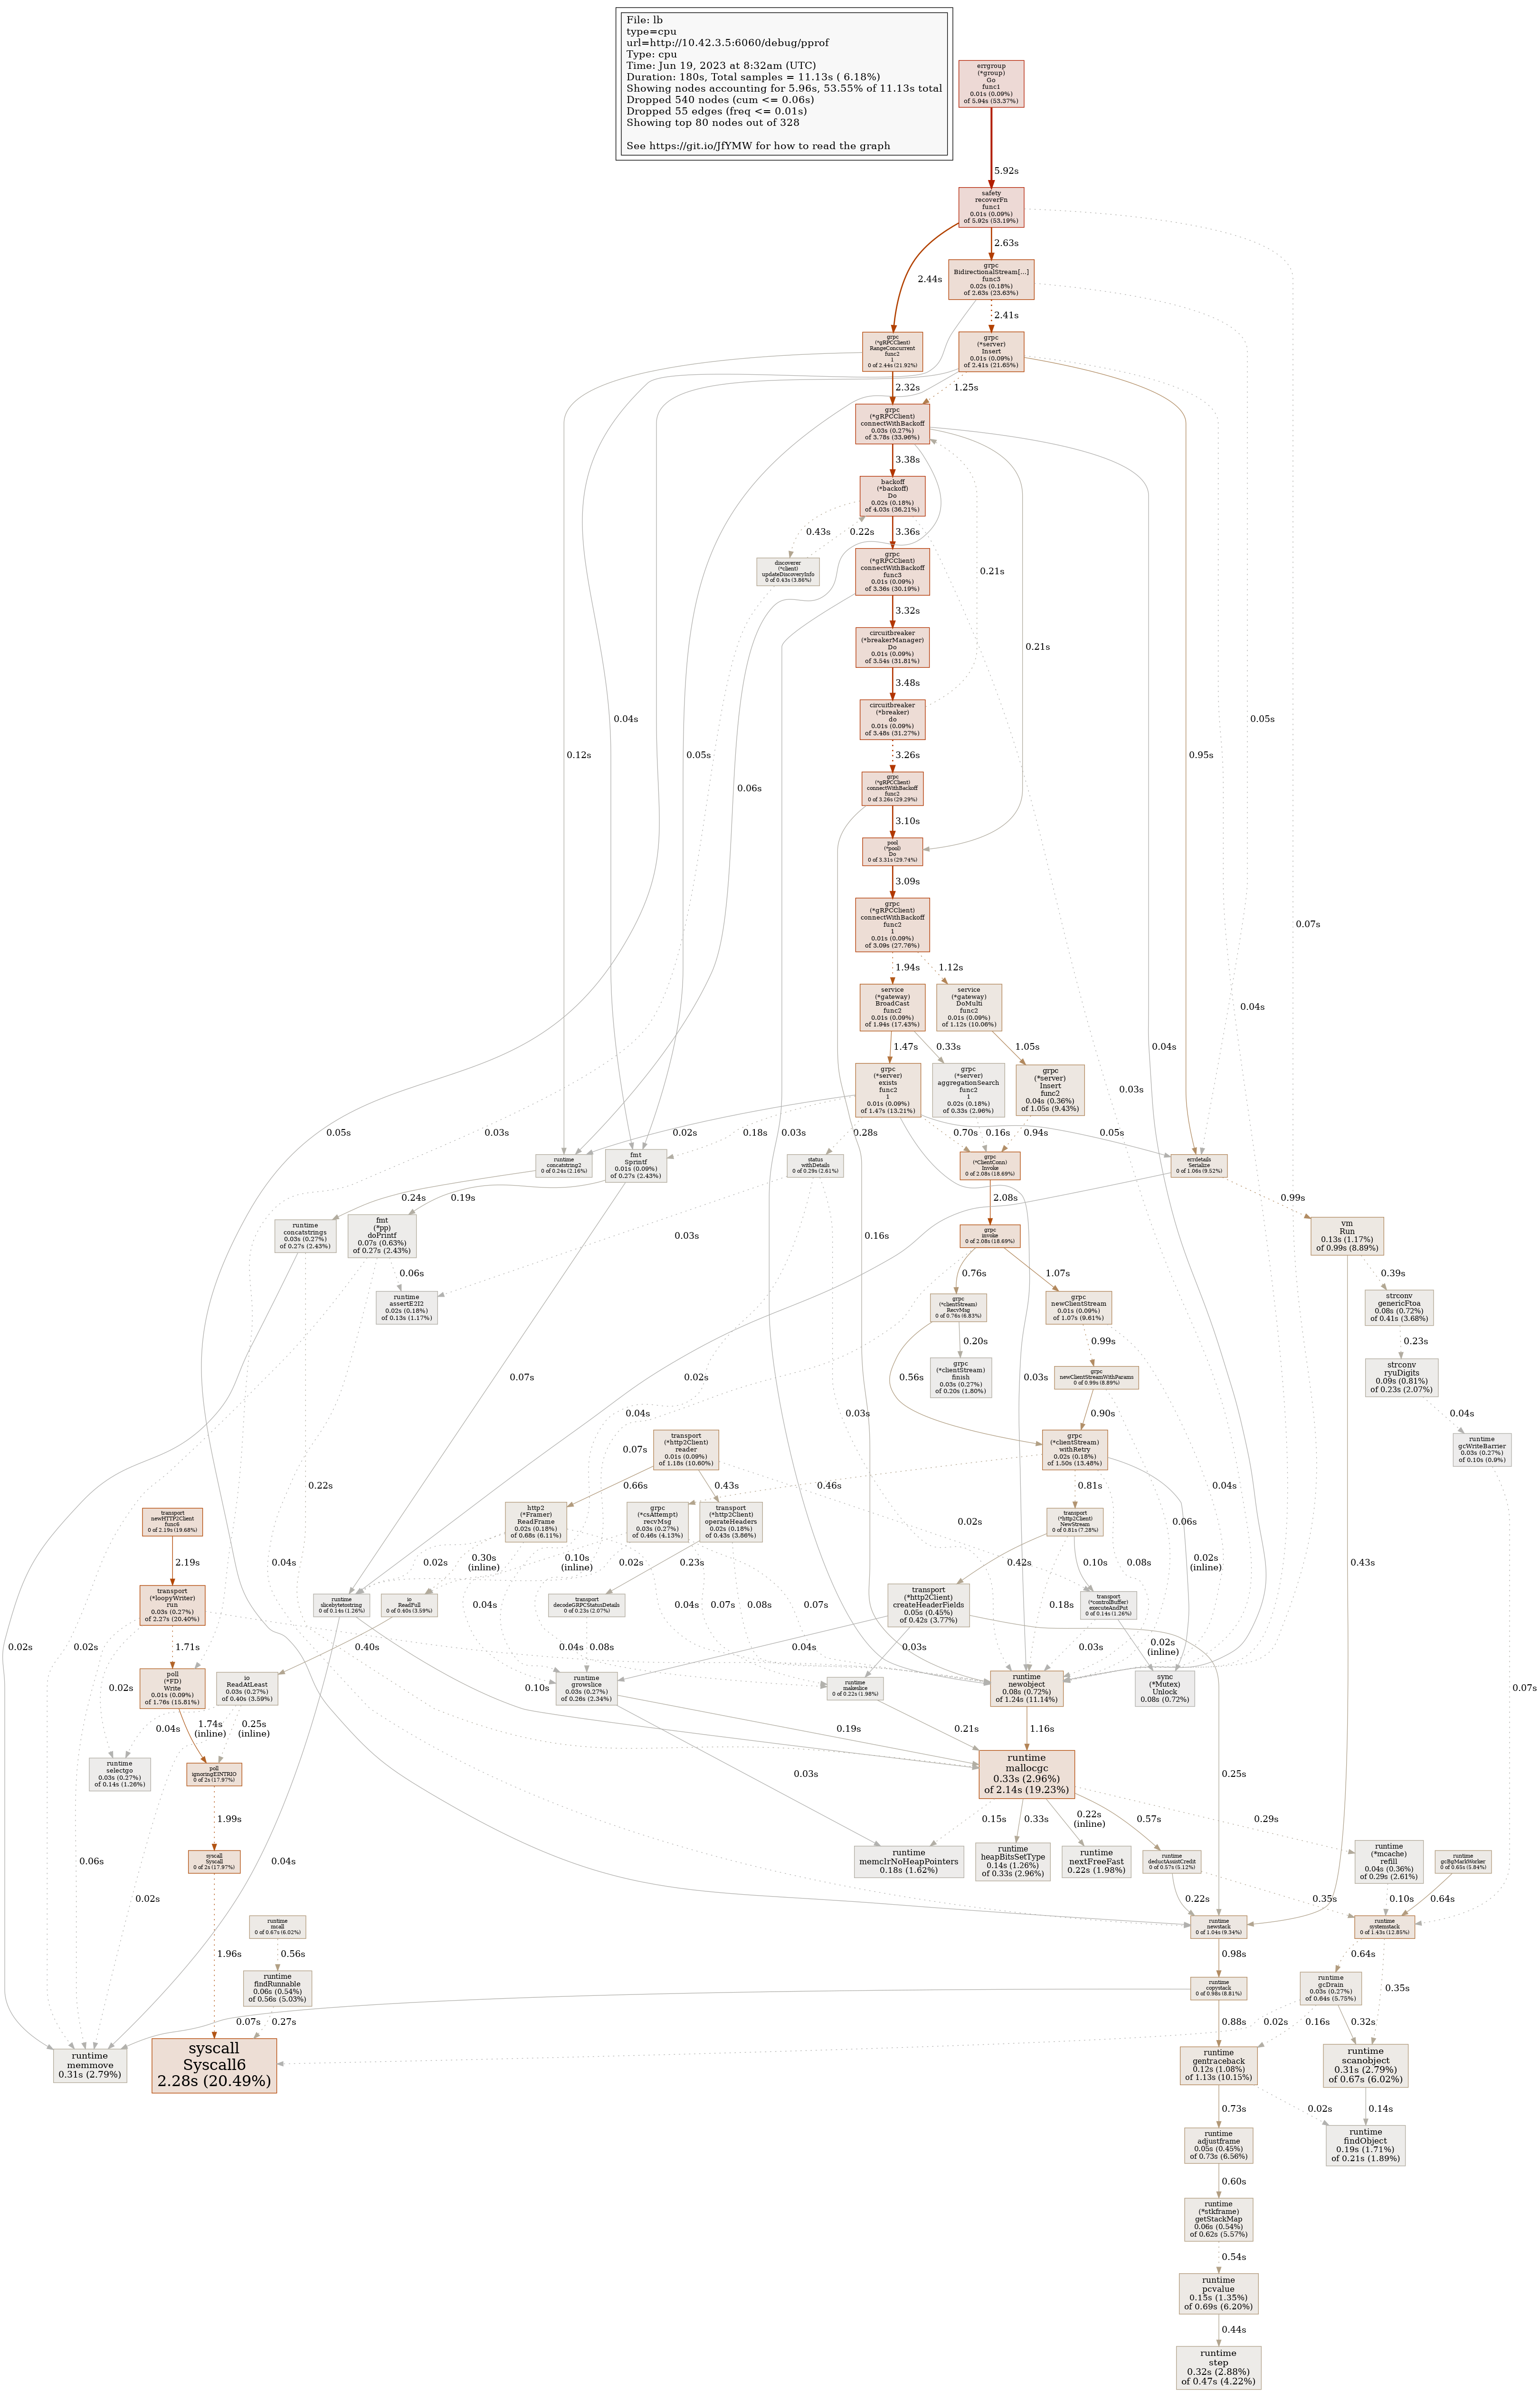 File: lb
type=cpu
url=http://10.42.3.5:6060/debug/pprof
Type: cpu
Time: Jun 19, 2023 at 8:32am (UTC)
Duration: 180s, Total samples = 11.13s ( 6.18%)
Showing nodes accounting for 5.96s, 53.55% of 11.13s total
Dropped 540 nodes (cum <= 0.06s)
Dropped 55 edges (freq <= 0.01s)
Showing top 80 nodes out of 328
See https://git.io/JfYMW for how to read the graph
errgroup
(*group)
Go
func1
0.01s (0.09%)
of 5.94s (53.37%)
5.92s
safety
recoverFn
func1
0.01s (0.09%)
of 5.92s (53.19%)
2.63s
2.44s
grpc
BidirectionalStream[...]
func3
0.02s (0.18%)
of 2.63s (23.63%)
2.41s
grpc
(*gRPCClient)
RangeConcurrent
func2
1
0 of 2.44s (21.92%)
grpc
(*server)
Insert
0.01s (0.09%)
of 2.41s (21.65%)
2.32s
1.25s
grpc
(*gRPCClient)
connectWithBackoff
0.03s (0.27%)
of 3.78s (33.96%)
3.38s
backoff
(*backoff)
Do
0.02s (0.18%)
of 4.03s (36.21%)
0.43s
0.22s
3.36s
discoverer
(*client)
updateDiscoveryInfo
0 of 0.43s (3.86%)
grpc
(*gRPCClient)
connectWithBackoff
func3
0.01s (0.09%)
of 3.36s (30.19%)
0.21s
3.32s
circuitbreaker
(*breakerManager)
Do
0.01s (0.09%)
of 3.54s (31.81%)
0.21s
3.48s
circuitbreaker
(*breaker)
do
0.01s (0.09%)
of 3.48s (31.27%)
0.04s
0.05s
0.12s
0.05s
0.95s
3.26s
0.06s
grpc
(*gRPCClient)
connectWithBackoff
func2
0 of 3.26s (29.29%)
3.10s
pool
(*pool)
Do
0 of 3.31s (29.74%)
3.09s
grpc
(*gRPCClient)
connectWithBackoff
func2
1
0.01s (0.09%)
of 3.09s (27.76%)
0.07s
1.94s
1.12s
service
(*gateway)
BroadCast
func2
0.01s (0.09%)
of 1.94s (17.43%)
service
(*gateway)
DoMulti
func2
0.01s (0.09%)
of 1.12s (10.06%)
0.04s
1.47s
0.33s
1.05s
0.04s
grpc
(*server)
exists
func2
1
0.01s (0.09%)
of 1.47s (13.21%)
grpc
(*server)
aggregationSearch
func2
1
0.02s (0.18%)
of 0.33s (2.96%)
grpc
(*server)
Insert
func2
0.04s (0.36%)
of 1.05s (9.43%)
0.03s
0.05s
0.03s
0.02s
0.18s
0.03s
0.28s
0.70s
0.16s
0.94s
0.05s
runtime
concatstring2
0 of 0.24s (2.16%)
fmt
Sprintf
0.01s (0.09%)
of 0.27s (2.43%)
status
withDetails
0 of 0.29s (2.61%)
grpc
(*ClientConn)
Invoke
0 of 2.08s (18.69%)
errdetails
Serialize
0 of 1.06s (9.52%)
0.24s
0.19s
2.08s
0.99s
runtime
concatstrings
0.03s (0.27%)
of 0.27s (2.43%)
fmt
(*pp)
doPrintf
0.07s (0.63%)
of 0.27s (2.43%)
0.03s
0.16s
grpc
invoke
0 of 2.08s (18.69%)
vm
Run
0.13s (1.17%)
of 0.99s (8.89%)
0.06s
0.76s
1.07s
0.39s
runtime
assertE2I2
0.02s (0.18%)
of 0.13s (1.17%)
grpc
(*clientStream)
RecvMsg
0 of 0.76s (6.83%)
grpc
newClientStream
0.01s (0.09%)
of 1.07s (9.61%)
strconv
genericFtoa
0.08s (0.72%)
of 0.41s (3.68%)
0.20s
0.99s
0.23s
0.07s
0.02s
0.56s
grpc
(*clientStream)
finish
0.03s (0.27%)
of 0.20s (1.80%)
0.03s
grpc
newClientStreamWithParams
0 of 0.99s (8.89%)
strconv
ryuDigits
0.09s (0.81%)
of 0.23s (2.07%)
0.04s
0.03s
0.90s
0.04s
0.07s
transport
(*http2Client)
reader
0.01s (0.09%)
of 1.18s (10.60%)
grpc
(*clientStream)
withRetry
0.02s (0.18%)
of 1.50s (13.48%)
runtime
gcWriteBarrier
0.03s (0.27%)
of 0.10s (0.9%)
0.22s
0.66s
0.43s
0.46s
0.81s
0.04s
transport
newHTTP2Client
func6
0 of 2.19s (19.68%)
http2
(*Framer)
ReadFrame
0.02s (0.18%)
of 0.68s (6.11%)
grpc
(*csAttempt)
recvMsg
0.03s (0.27%)
of 0.46s (4.13%)
transport
(*http2Client)
operateHeaders
0.02s (0.18%)
of 0.43s (3.86%)
0.02s
transport
(*http2Client)
NewStream
0 of 0.81s (7.28%)
0.06s
2.19s
0.04s
0.02s
0.30s
(inline)
0.10s
(inline)
0.02s
0.23s
0.42s
0.10s
0.08s
0.02s
(inline)
0.43s
transport
(*loopyWriter)
run
0.03s (0.27%)
of 2.27s (20.40%)
runtime
slicebytetostring
0 of 0.14s (1.26%)
io
ReadFull
0 of 0.40s (3.59%)
0.04s
transport
decodeGRPCStatusDetails
0 of 0.23s (2.07%)
0.04s
0.07s
0.08s
0.07s
transport
(*http2Client)
createHeaderFields
0.05s (0.45%)
of 0.42s (3.77%)
0.18s
transport
(*controlBuffer)
executeAndPut
0 of 0.14s (1.26%)
0.02s
0.02s
1.71s
0.40s
0.04s
0.08s
0.04s
0.03s
0.03s
0.02s
(inline)
0.02s
poll
(*FD)
Write
0.01s (0.09%)
of 1.76s (15.81%)
io
ReadAtLeast
0.03s (0.27%)
of 0.40s (3.59%)
0.10s
runtime
growslice
0.03s (0.27%)
of 0.26s (2.34%)
runtime
makeslice
0 of 0.22s (1.98%)
runtime
newobject
0.08s (0.72%)
of 1.24s (11.14%)
sync
(*Mutex)
Unlock
0.08s (0.72%)
0.07s
0.04s
1.74s
(inline)
0.25s
(inline)
0.19s
0.21s
1.16s
runtime
selectgo
0.03s (0.27%)
of 0.14s (1.26%)
poll
ignoringEINTRIO
0 of 2s (17.97%)
0.03s
runtime
mallocgc
0.33s (2.96%)
of 2.14s (19.23%)
0.25s
1.99s
0.15s
0.33s
0.22s
(inline)
0.57s
0.29s
0.06s
syscall
Syscall
0 of 2s (17.97%)
0.04s
runtime
memclrNoHeapPointers
0.18s (1.62%)
runtime
heapBitsSetType
0.14s (1.26%)
of 0.33s (2.96%)
runtime
nextFreeFast
0.22s (1.98%)
runtime
deductAssistCredit
0 of 0.57s (5.12%)
runtime
(*mcache)
refill
0.04s (0.36%)
of 0.29s (2.61%)
runtime
gcBgMarkWorker
0 of 0.65s (5.84%)
0.02s
0.22s
0.35s
0.10s
0.64s
runtime
mcall
0 of 0.67s (6.02%)
runtime
newstack
0 of 1.04s (9.34%)
runtime
systemstack
0 of 1.43s (12.85%)
1.96s
0.56s
0.98s
0.64s
runtime
findRunnable
0.06s (0.54%)
of 0.56s (5.03%)
runtime
copystack
0 of 0.98s (8.81%)
runtime
gcDrain
0.03s (0.27%)
of 0.64s (5.75%)
0.35s
0.07s
0.27s
0.88s
0.02s
0.16s
0.32s
runtime
memmove
0.31s (2.79%)
syscall
Syscall6
2.28s (20.49%)
runtime
gentraceback
0.12s (1.08%)
of 1.13s (10.15%)
runtime
scanobject
0.31s (2.79%)
of 0.67s (6.02%)
0.73s
0.02s
0.14s
runtime
adjustframe
0.05s (0.45%)
of 0.73s (6.56%)
runtime
findObject
0.19s (1.71%)
of 0.21s (1.89%)
0.60s
runtime
(*stkframe)
getStackMap
0.06s (0.54%)
of 0.62s (5.57%)
0.54s
runtime
pcvalue
0.15s (1.35%)
of 0.69s (6.20%)
0.44s
runtime
step
0.32s (2.88%)
of 0.47s (4.22%)